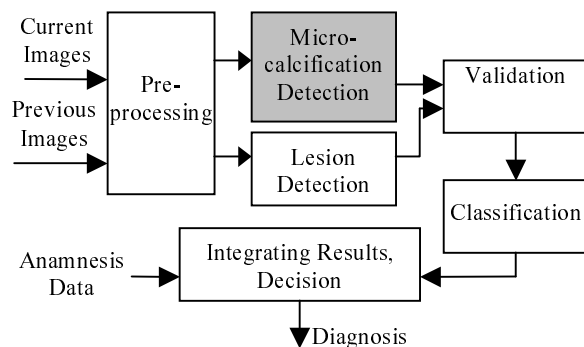 Current
Images
Previous
Images
Pre-
processing
Micro-
calcification
Detection
Lesion
Detection
Validation
Classification
Integrating Results,
Decision
Anamnesis
Data
Diagnosis